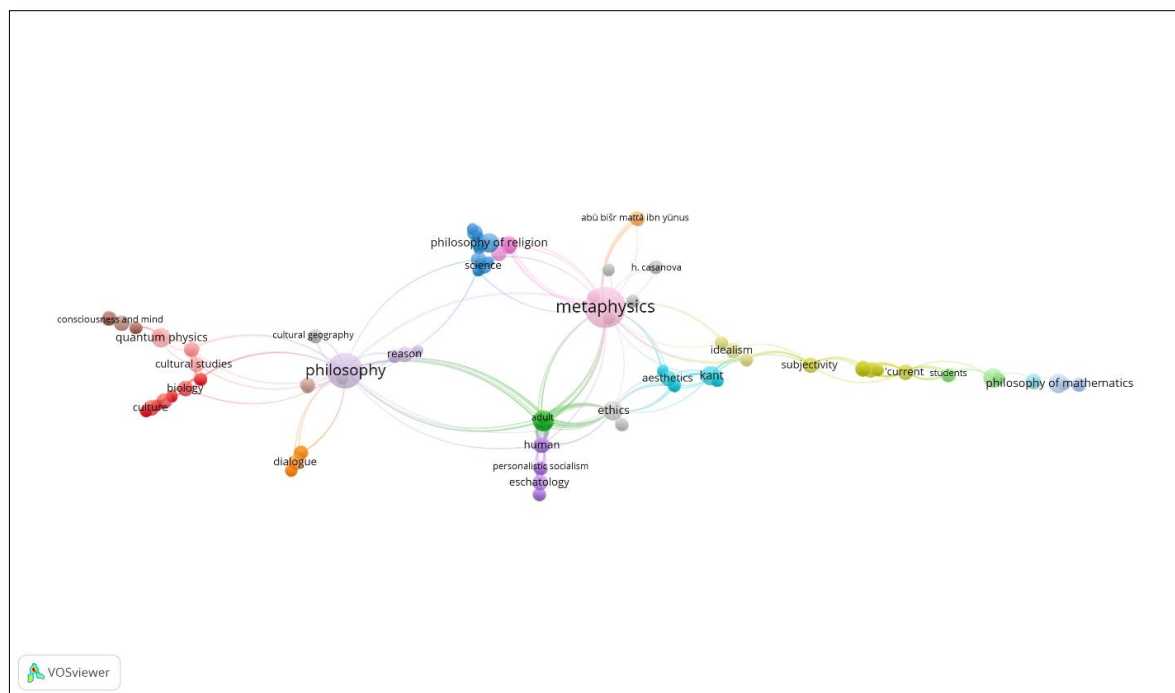 abū bišr mattā ibn yūnus
philosophy of religion
science
h. casanova
metaphysics
consciousness and mind
quantum physics
cultural geography
cultural studies
reason
philosophy
biology
culture
idealism
aesthetics
kant
subjectivity
'current
students
philosophy of mathematics
ethics
adult
human
dialogue
personalistic socialism
eschatology
VOSviewer